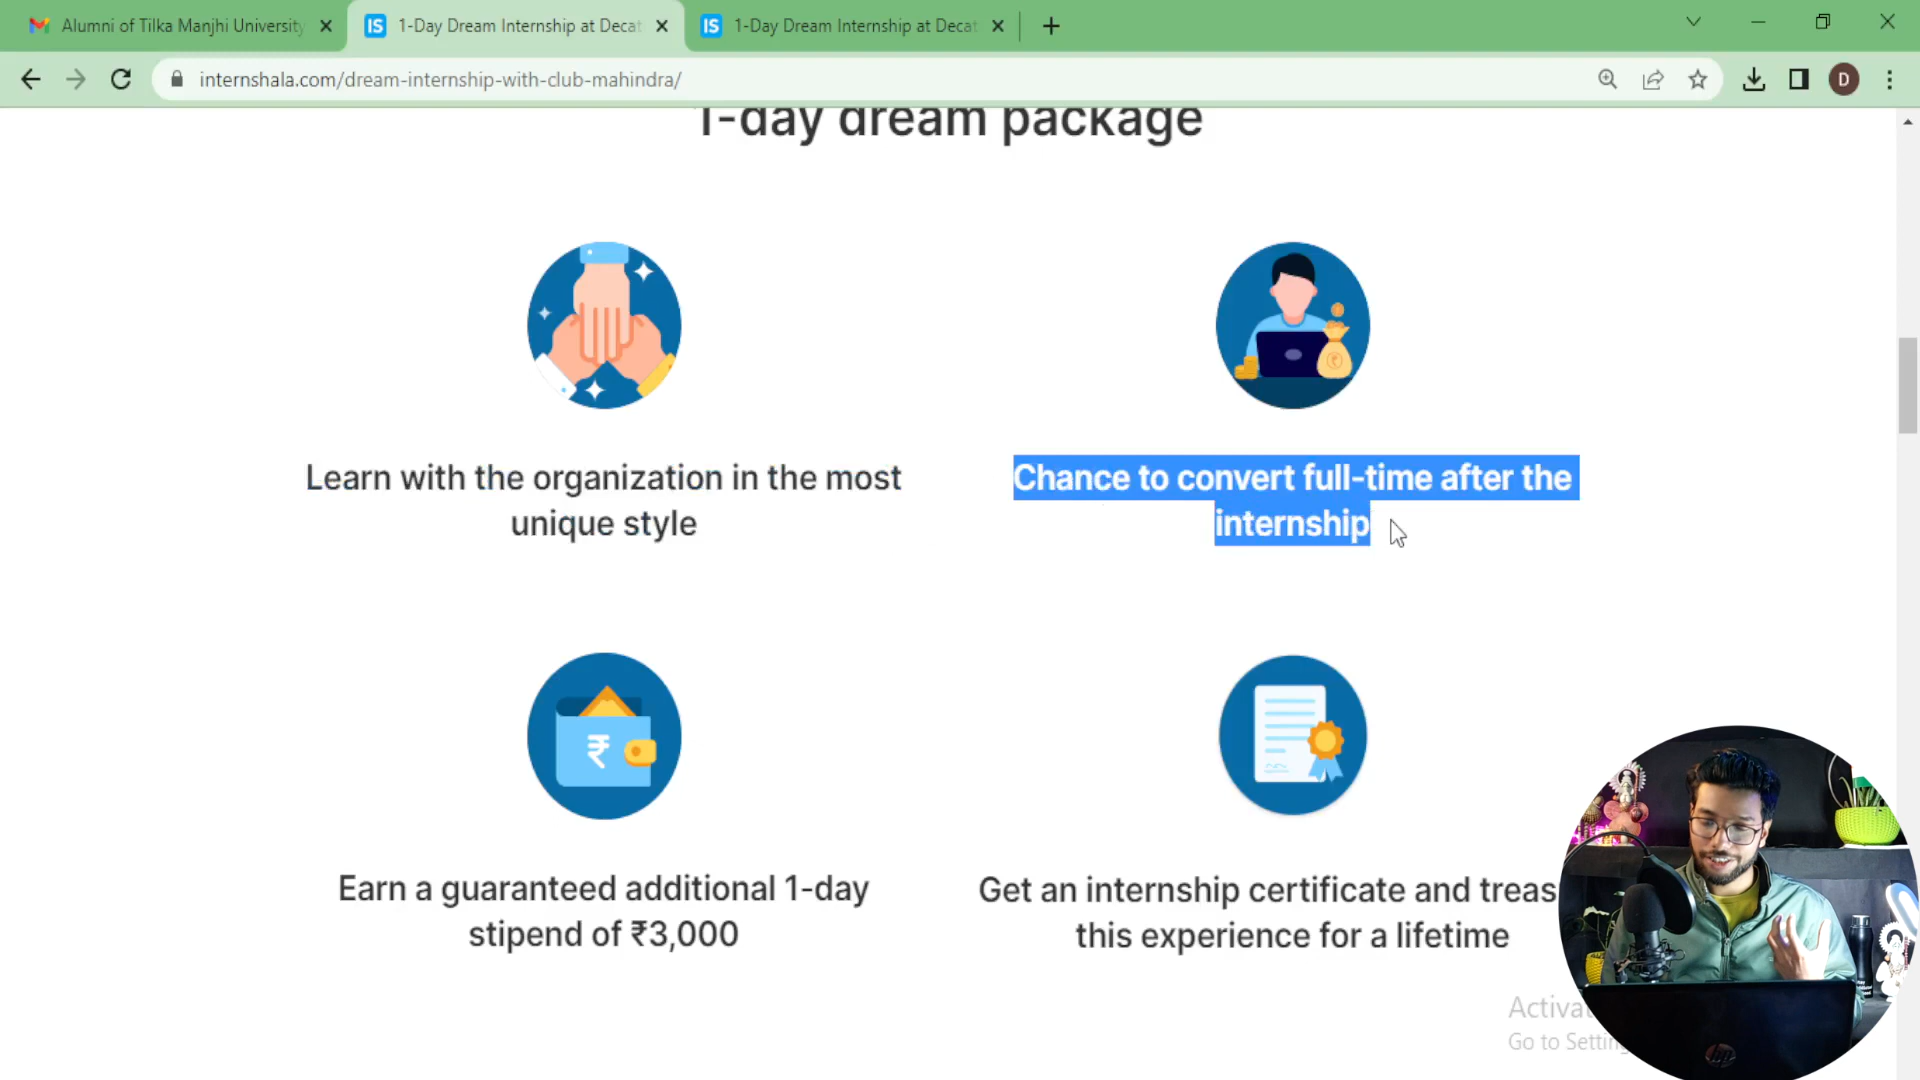 Alumni of Tilka Manjhi University
1-Day Dream Internship at Decat
1-Day Dream Internship at Decat
internshala.com/dream-internship-with-club-mahindra/
D
1-day dream package
Learn with the organization in the most
unique style
Chance to convert full-time after the
internship
Earn a guaranteed additional 1-day
stipend of ₹3,000
Get an internship certificate and treas
this experience for a lifetime
Activat
Go to Setting
hp